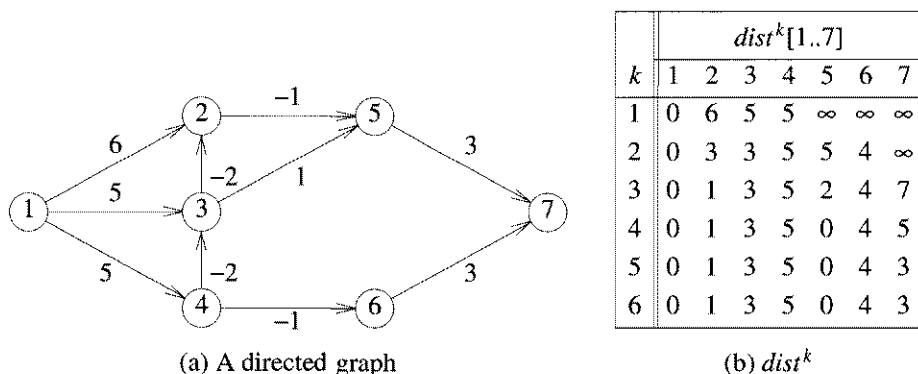 dist^k[1..7]
k 1 2 3 4 5 6 7
1 0 6 5 5 ∞ ∞ ∞
2 0 3 3 5 5 4 ∞
3 0 1 3 5 2 4 7
4 0 1 3 5 0 4 5
5 0 1 3 5 0 4 3
6 0 1 3 5 0 4 3
−1
2 5
6 3
−2 1
5
1 3 7
5 −2 3
4 6
−1
(a) A directed graph
(b) dist^k